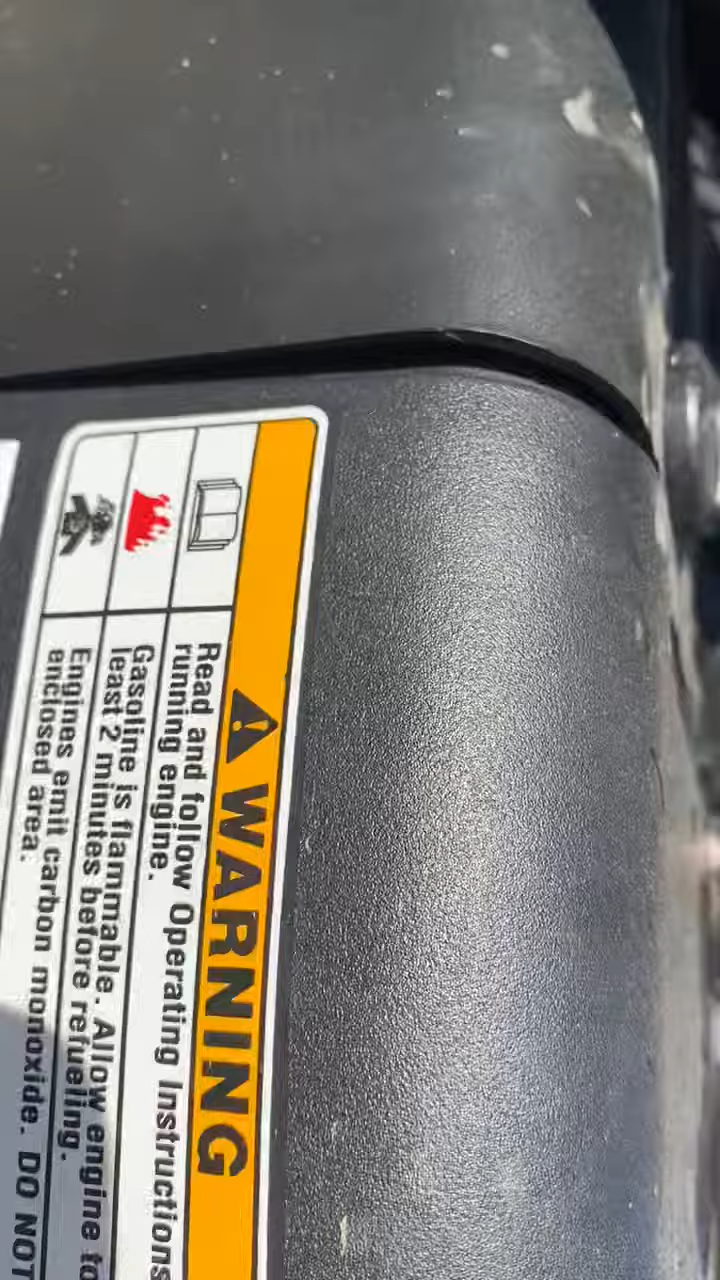 WARNING
Read and follow Operating Instructions
running engine.
Gasoline is flammable. Allow engine to
least 2 minutes before refueling.
Engines emit carbon monoxide. DO NOT
enclosed area.